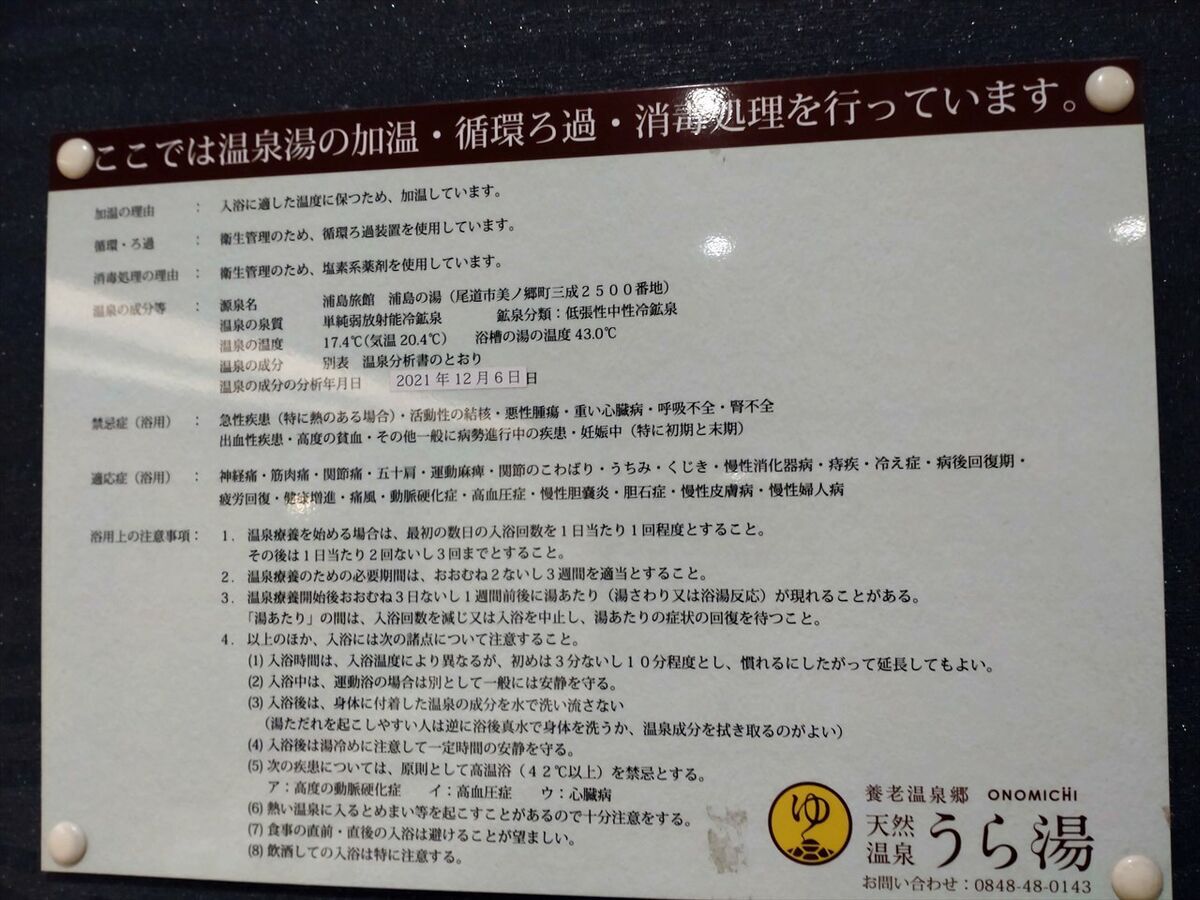 ここでは温泉湯の加温・循環ろ過・消毒処理を行っています。
加温の理由 : 入浴に適した温度に保つため、加温しています。
循環・ろ過 : 衛生管理のため、循環ろ過装置を使用しています。
消毒処理の理由 : 衛生管理のため、塩素系薬剤を使用しています。
温泉の成分等 : 源泉名 浦島旅館 浦島の湯（尾道市美ノ郷町三成２５００番地）
温泉の泉質 単純弱放射能冷鉱泉 鉱泉分類：低張性中性冷鉱泉
温泉の温度 17.4℃（気温 20.4℃） 浴槽の湯の温度 43.0℃
温泉の成分 別表 温泉分析書のとおり
温泉の成分の分析年月日 2021 年 12 月 6 日日
禁忌症（浴用） : 急性疾患（特に熱のある場合）・活動性の結核・悪性腫瘍・重い心臓病・呼吸不全・腎不全
出血性疾患・高度の貧血・その他一般に病勢進行中の疾患・妊娠中（特に初期と末期）
適応症（浴用） : 神経痛・筋肉痛・関節痛・五十肩・運動麻痺・関節のこわばり・うちみ・くじき・慢性消化器病・痔疾・冷え症・病後回復期・
疲労回復・健康増進・痛風・動脈硬化症・高血圧症・慢性胆嚢炎・胆石症・慢性皮膚病・慢性婦人病
浴用上の注意事項： 1. 温泉療養を始める場合は、最初の数日の入浴回数を１日当たり１回程度とすること。
その後は１日当たり２回ないし３回までとすること。
2. 温泉療養のための必要期間は、おおむね２ないし３週間を適当とすること。
3. 温泉療養開始後おおむね３日ないし１週間前後に湯あたり（湯さわり又は浴湯反応）が現れることがある。
「湯あたり」の間は、入浴回数を減じ又は入浴を中止し、湯あたりの症状の回復を待つこと。
4. 以上のほか、入浴には次の諸点について注意すること。
(1) 入浴時間は、入浴温度により異なるが、初めは３分ないし１０分程度とし、慣れるにしたがって延長してもよい。
(2) 入浴中は、運動浴の場合は別として一般には安静を守る。
(3) 入浴後は、身体に付着した温泉の成分を水で洗い流さない
（湯ただれを起こしやすい人は逆に浴後真水で身体を洗うか、温泉成分を拭き取るのがよい）
(4) 入浴後は湯冷めに注意して一定時間の安静を守る。
(5) 次の疾患については、原則として高温浴（４２℃以上）を禁忌とする。
ア：高度の動脈硬化症 イ：高血圧症 ウ：心臓病
(6) 熱い温泉に入るとめまい等を起こすことがあるので十分注意をする。
(7) 食事の直前・直後の入浴は避けることが望ましい。
(8) 飲酒しての入浴は特に注意する。
ゆ
養老温泉郷 ONOMICHI
天然温泉 うら湯
お問い合わせ：0848-48-0143